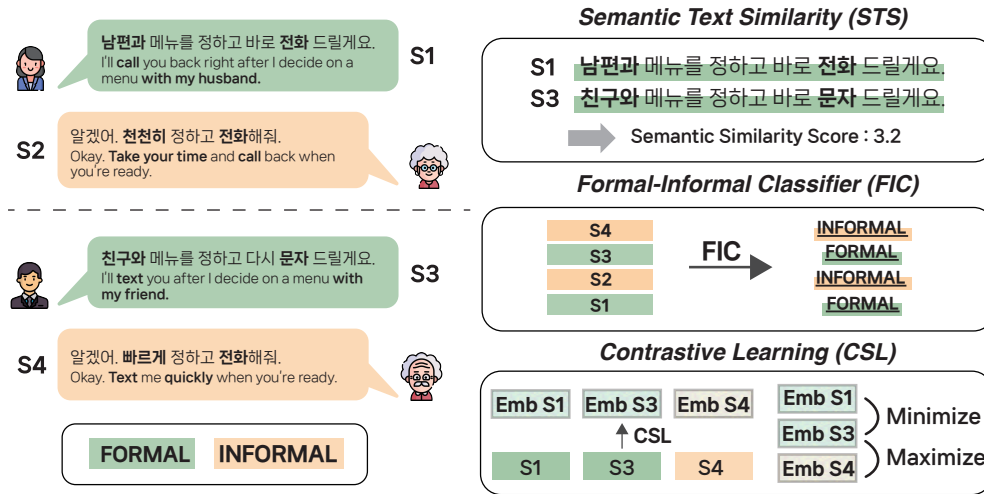 남편과 메뉴를 정하고 바로 전화 드릴게요.
I'll call you back right after I decide on a
menu with my husband.
S1
S2
알겠어. 천천히 정하고 전화해줘.
Okay. Take your time and call back when
you're ready.
친구와 메뉴를 정하고 다시 문자 드릴게요.
I'll text you after I decide on a menu with
my friend.
S3
S4
알겠어. 빠르게 정하고 전화해줘.
Okay. Text me quickly when you're ready.
FORMAL INFORMAL
Semantic Text Similarity (STS)
S1 남편과 메뉴를 정하고 바로 전화 드릴게요.
S3 친구와 메뉴를 정하고 바로 문자 드릴게요.
Semantic Similarity Score : 3.2
Formal-Informal Classifier (FIC)
S4
S3
S2
S1
FIC
INFORMAL
FORMAL
INFORMAL
FORMAL
Contrastive Learning (CSL)
Emb S1 Emb S3 Emb S4
CSL
S1 S3 S4
Emb S1
Emb S3
Emb S4
Minimize
Maximize